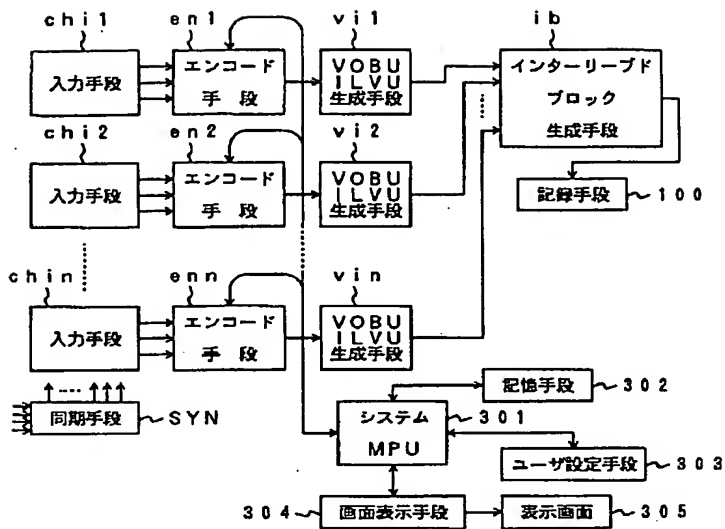 chi1
en1
vi1
ib
入力手段
エンコード
手段
VOBU
ILVU
生成手段
インターリーブド
ブロック
生成手段
chi2
en2
vi2
入力手段
エンコード
手段
VOBU
ILVU
生成手段
記録手段
100
chin
enn
vin
入力手段
エンコード
手段
VOBU
ILVU
生成手段
同期手段
SYN
システム
MPU
301
記憶手段
302
ユーザ設定手段
303
304
画面表示手段
表示画面
305